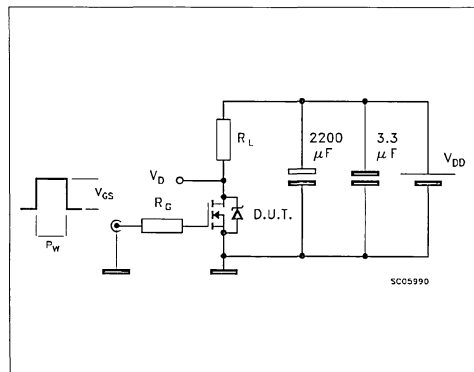 R_L
2200
μF
3.3
μF
V_DD
V_D
V_GS
R_G
D.U.T.
P_W
SC05990